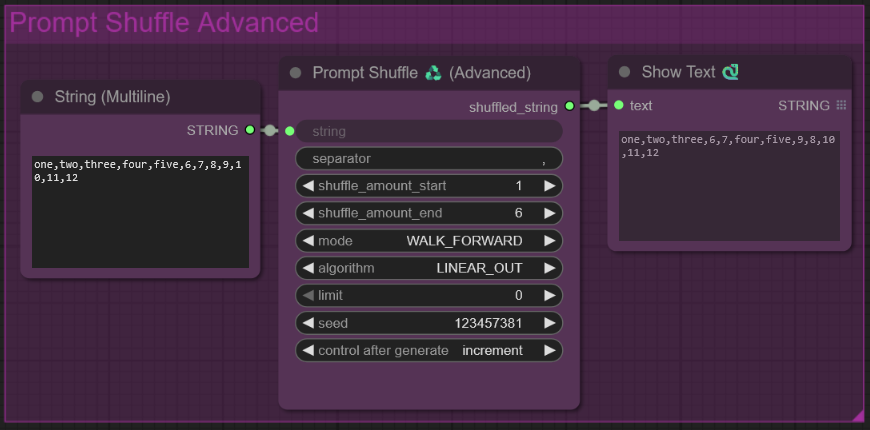 Prompt Shuffle Advanced
String (Multiline)
STRING
one,two,three,four,five,6,7,8,9,1
0,11,12
Prompt Shuffle ♻ (Advanced)
shuffled_string
string
separator ,
shuffle_amount_start 1
shuffle_amount_end 6
mode WALK_FORWARD
algorithm LINEAR_OUT
limit 0
seed 123457381
control after generate increment
Show Text 🐍
text STRING
one,two,three,6,7,four,five,9,8,10
,11,12